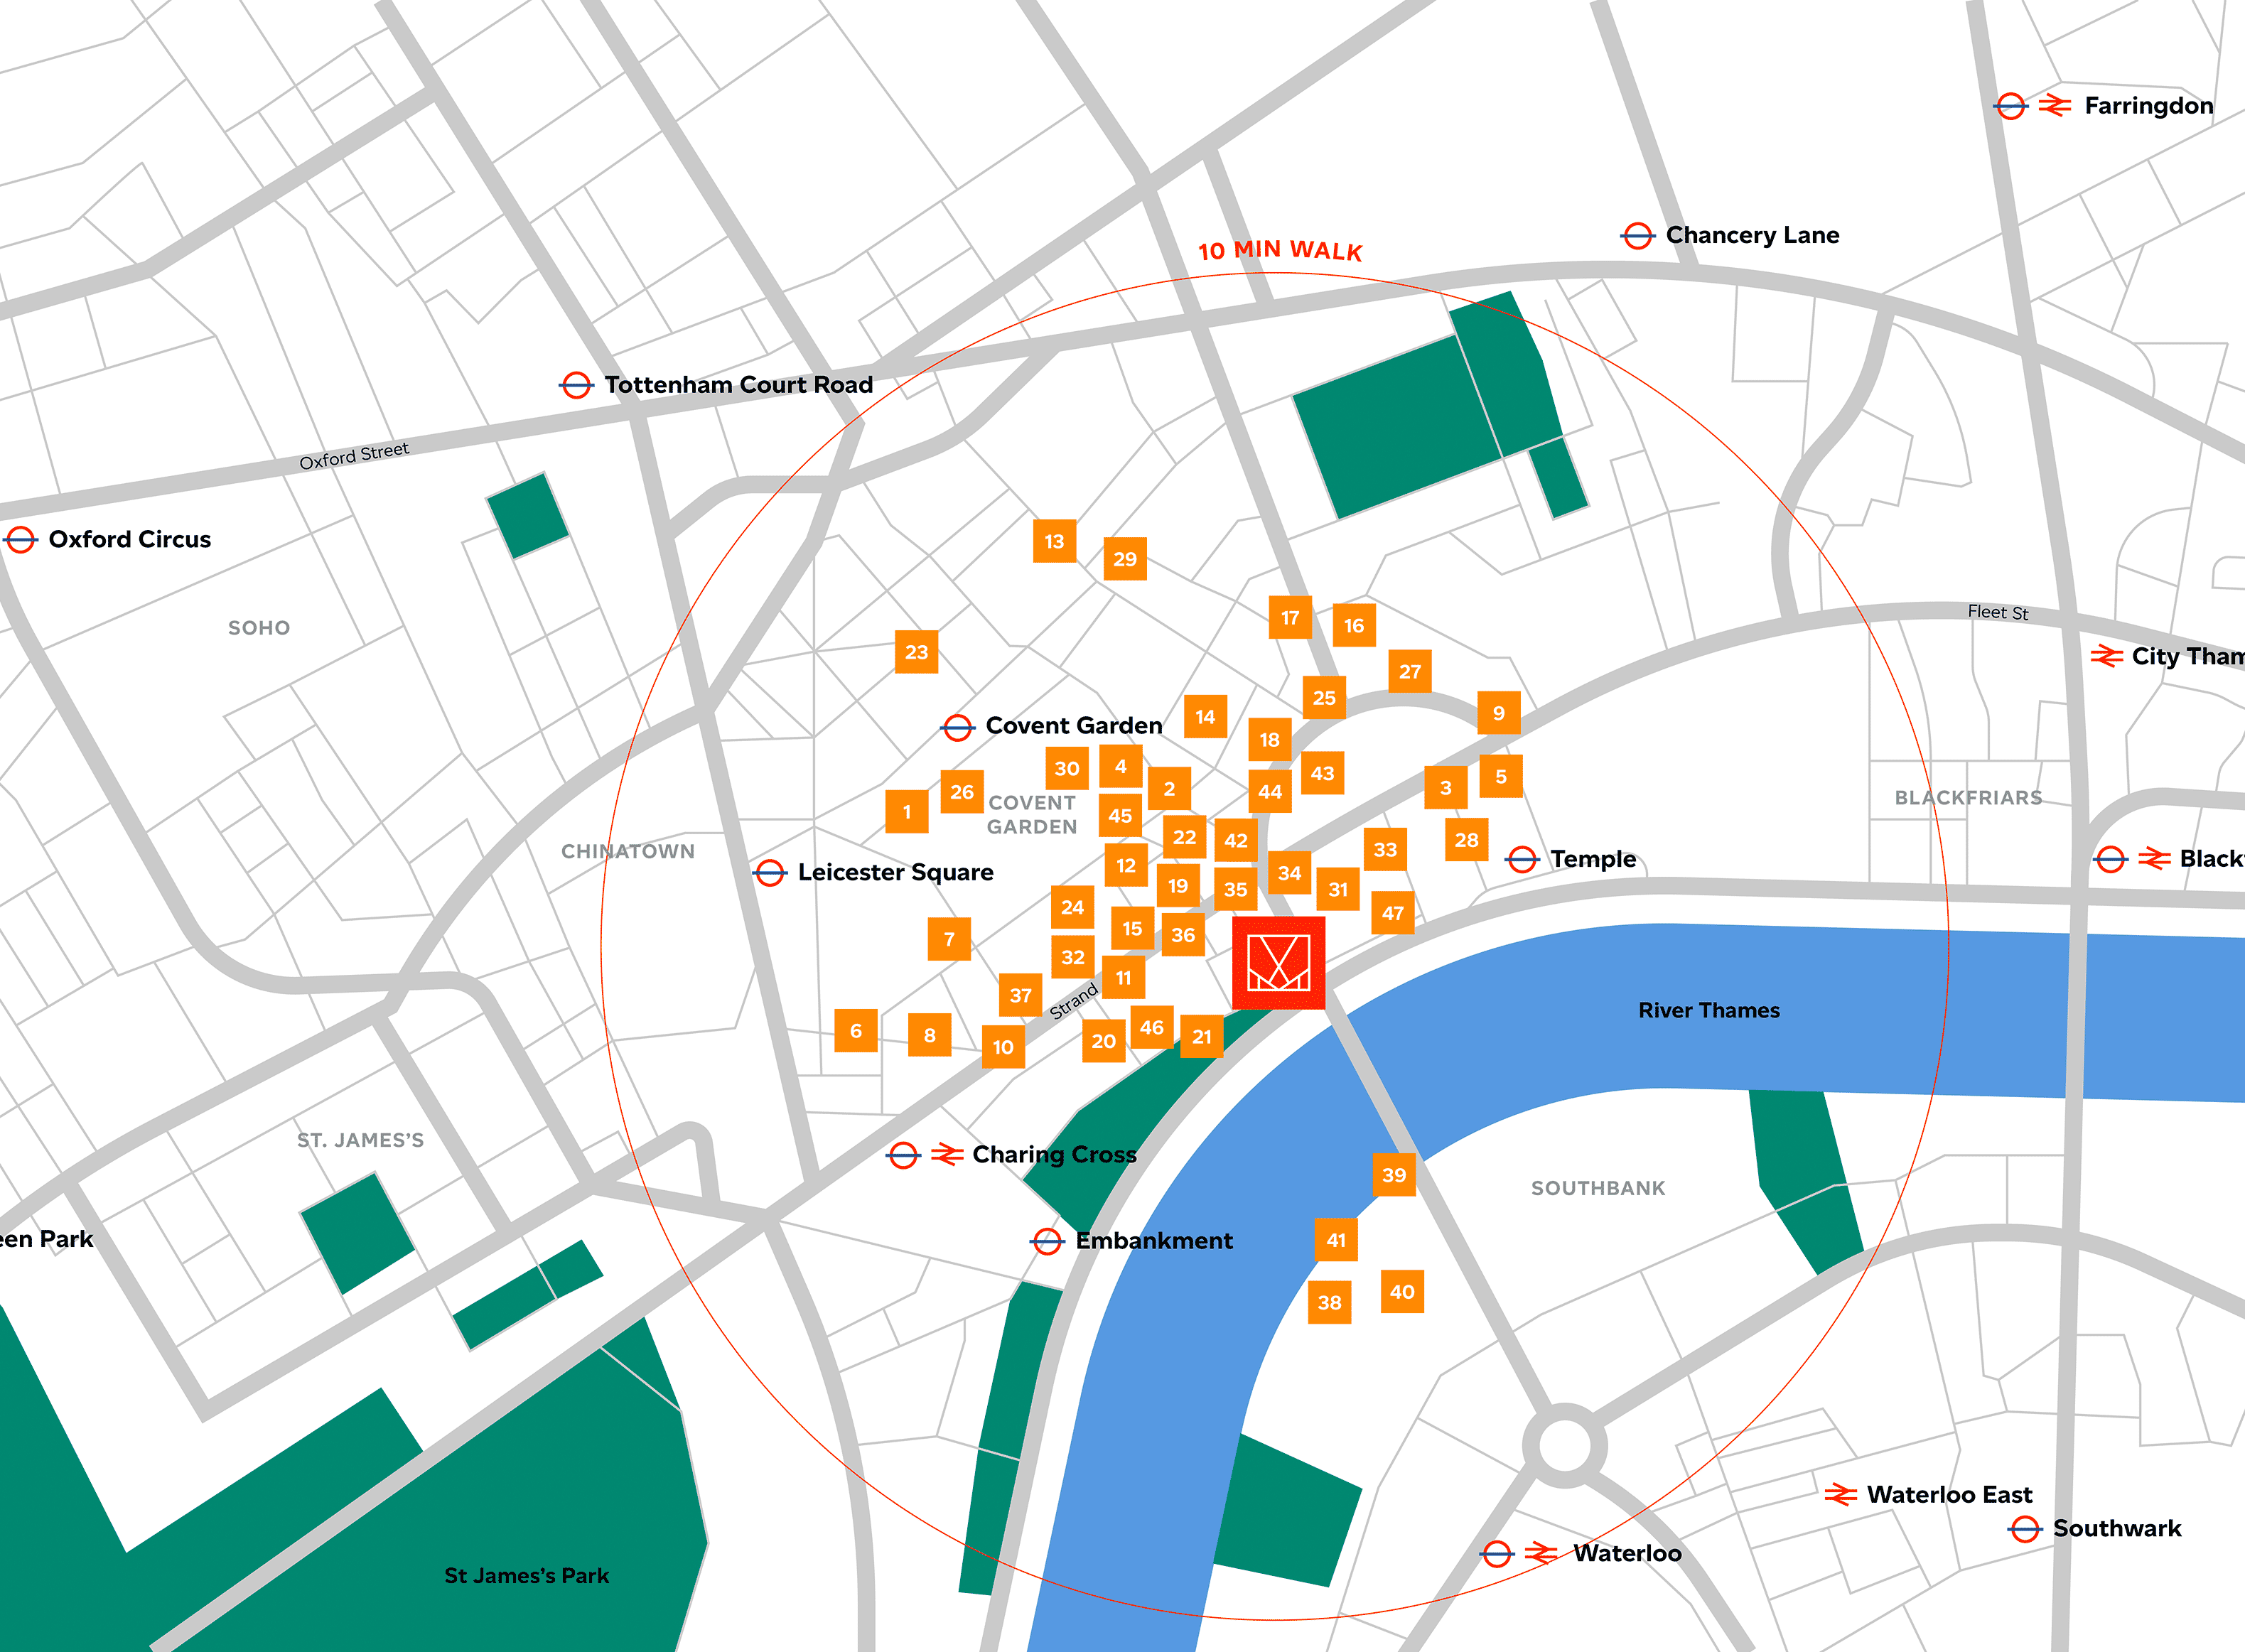 Farringdon
Chancery Lane
10 MIN WALK
Tottenham Court Road
Oxford Street
Oxford Circus
13
29
SOHO
17
16
Fleet St
23
27
City Tham
25
14
9
Covent Garden
18
30
4
43
5
26
2
44
3
COVENT
GARDEN
BLACKFRIARS
1
45
22
42
28
CHINATOWN
33
12
34
Temple
Black
Leicester Square
19
35
31
24
47
7
15
36
32
11
37
Strand
River Thames
6
8
10
20
46
21
ST. JAMES’S
Charing Cross
39
SOUTHBANK
een Park
Embankment
41
38
40
Waterloo East
Southwark
Waterloo
St James’s Park